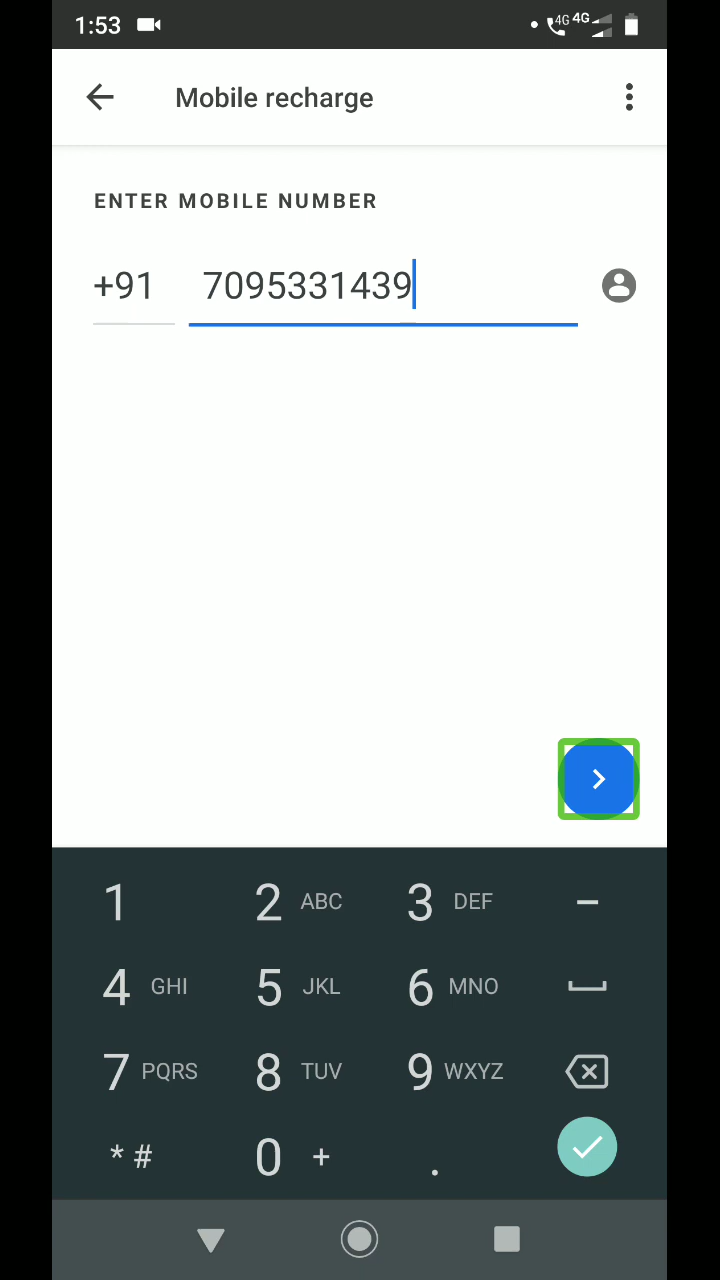 1:53 4G 4G
Mobile recharge
ENTER MOBILE NUMBER
+91 7095331439
1 2 ABC 3 DEF –
4 GHI 5 JKL 6 MNO
7 PQRS 8 TUV 9 WXYZ
* # 0 + .